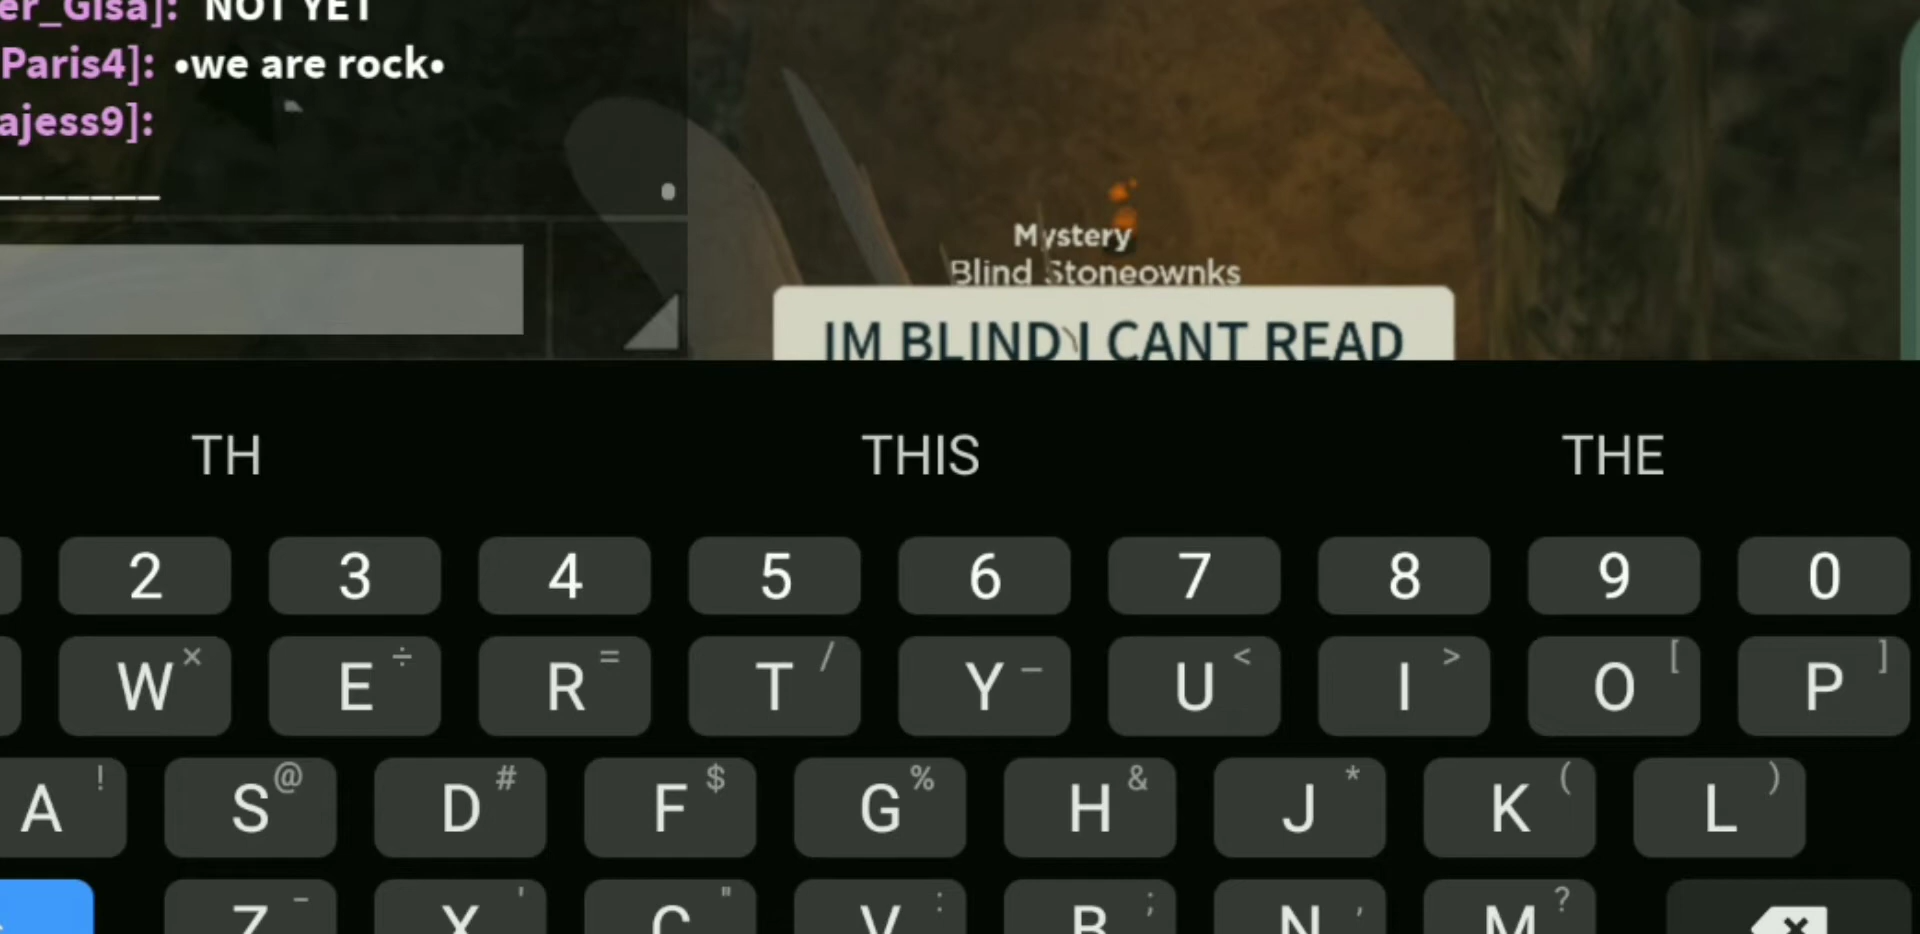 er_Gisa]: NOT YET
Paris4]: •we are rock•
ajess9]:
Mystery
Blind Stoneownks
IM BLIND I CANT READ
TH THIS THE
2 3 4 5 6 7 8 9 0
W × E ÷ R = T / Y – U < I > O [ P ]
A ! S @ D # F $ G % H & J * K ( L )
Z - X ' C " V : B ; N , M ?